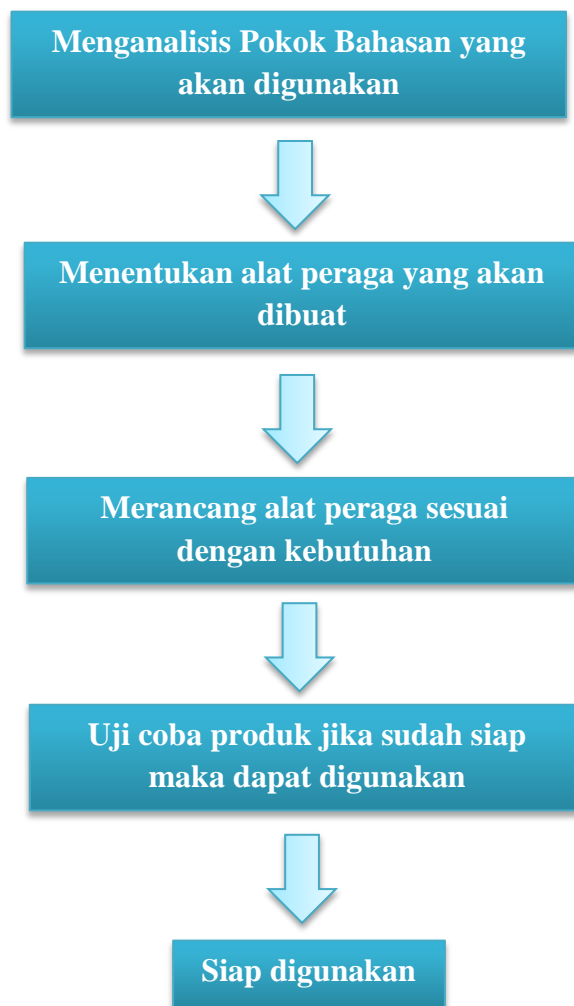 Menganalisis Pokok Bahasan yang
akan digunakan
Menentukan alat peraga yang akan
dibuat
Merancang alat peraga sesuai
dengan kebutuhan
Uji coba produk jika sudah siap
maka dapat digunakan
Siap digunakan